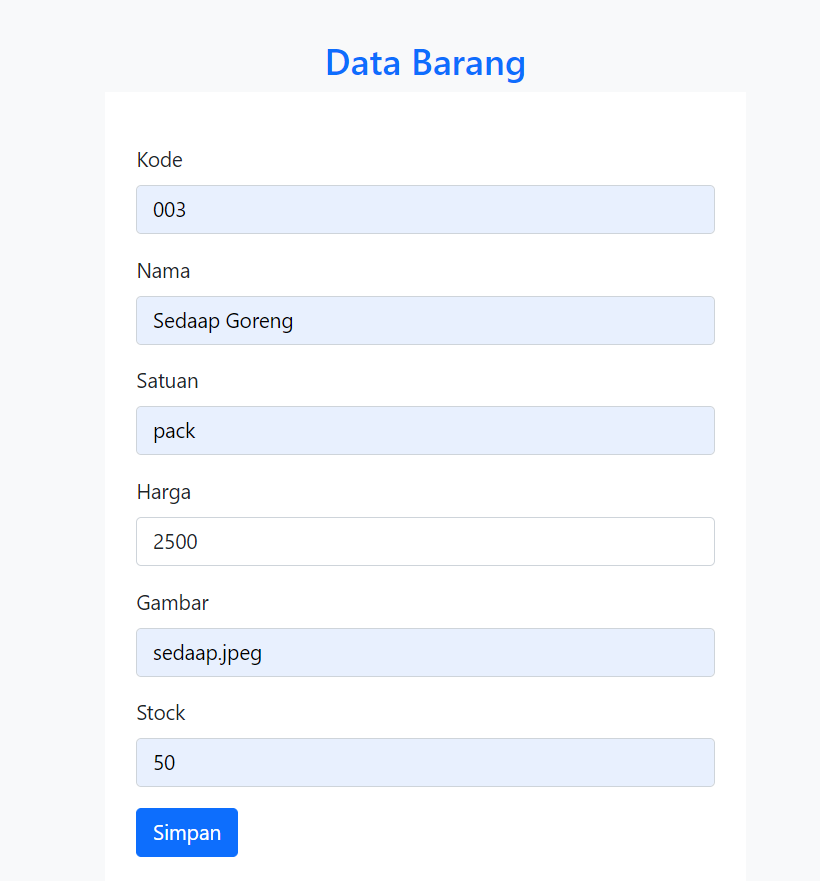 Data Barang
Kode
003
Nama
Sedaap Goreng
Satuan
pack
Harga
2500
Gambar
sedaap.jpeg
Stock
50
Simpan